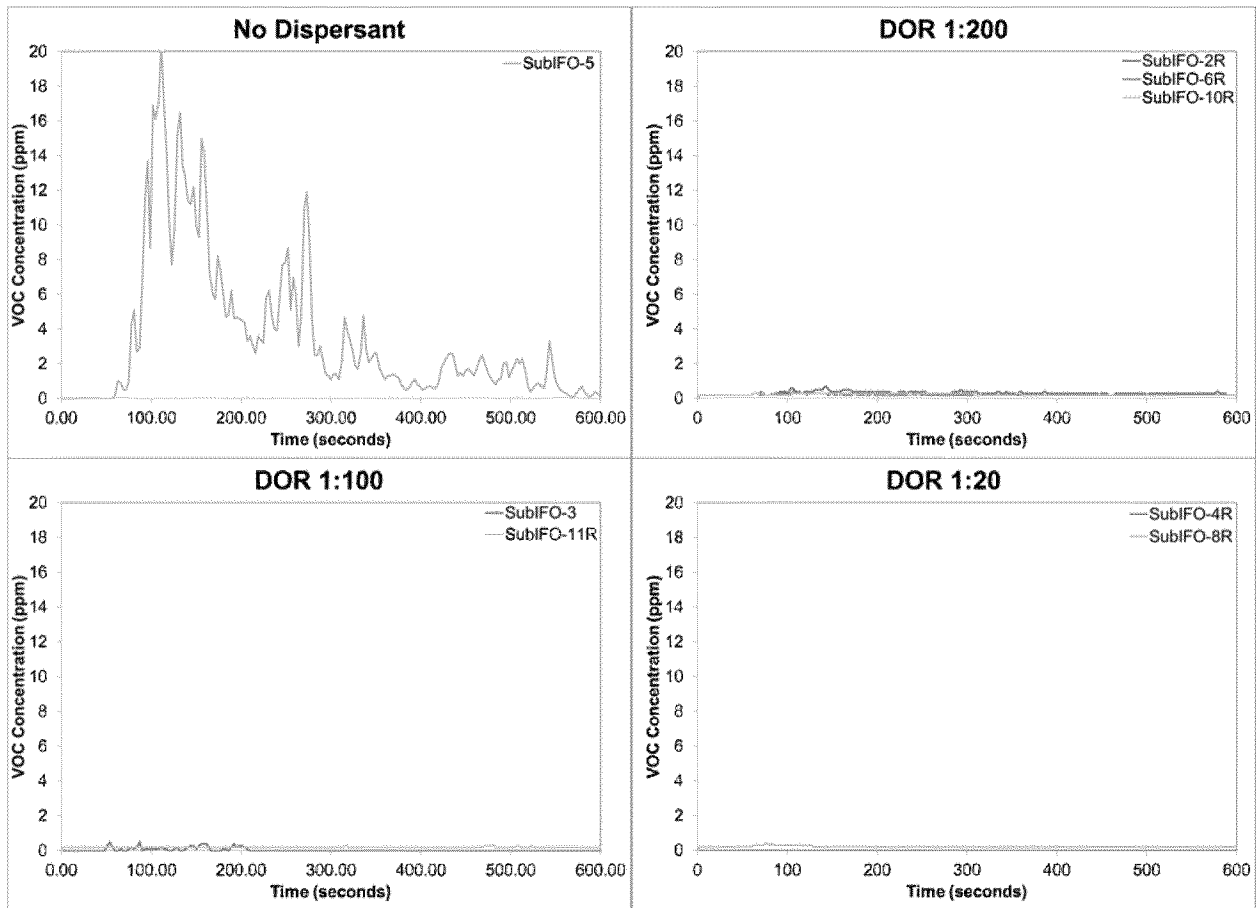 No Dispersant
SubIFO-5
VOC Concentration (ppm)
20
18
16
14
12
10
8
6
4
2
0
0.00 100.00 200.00 300.00 400.00 500.00 600.00
Time (seconds)
DOR 1:200
SubIFO-2R
SubIFO-6R
SubIFO-10R
VOC Concentration (ppm)
20
18
16
14
12
10
8
6
4
2
0
0 100 200 300 400 500 600
Time (seconds)
DOR 1:100
SubIFO-3
SubIFO-11R
VOC Concentration (ppm)
20
18
16
14
12
10
8
6
4
2
0
0.00 100.00 200.00 300.00 400.00 500.00 600.00
Time (seconds)
DOR 1:20
SubIFO-4R
SubIFO-8R
VOC Concentration (ppm)
20
18
16
14
12
10
8
6
4
2
0
0 100 200 300 400 500 600
Time (seconds)